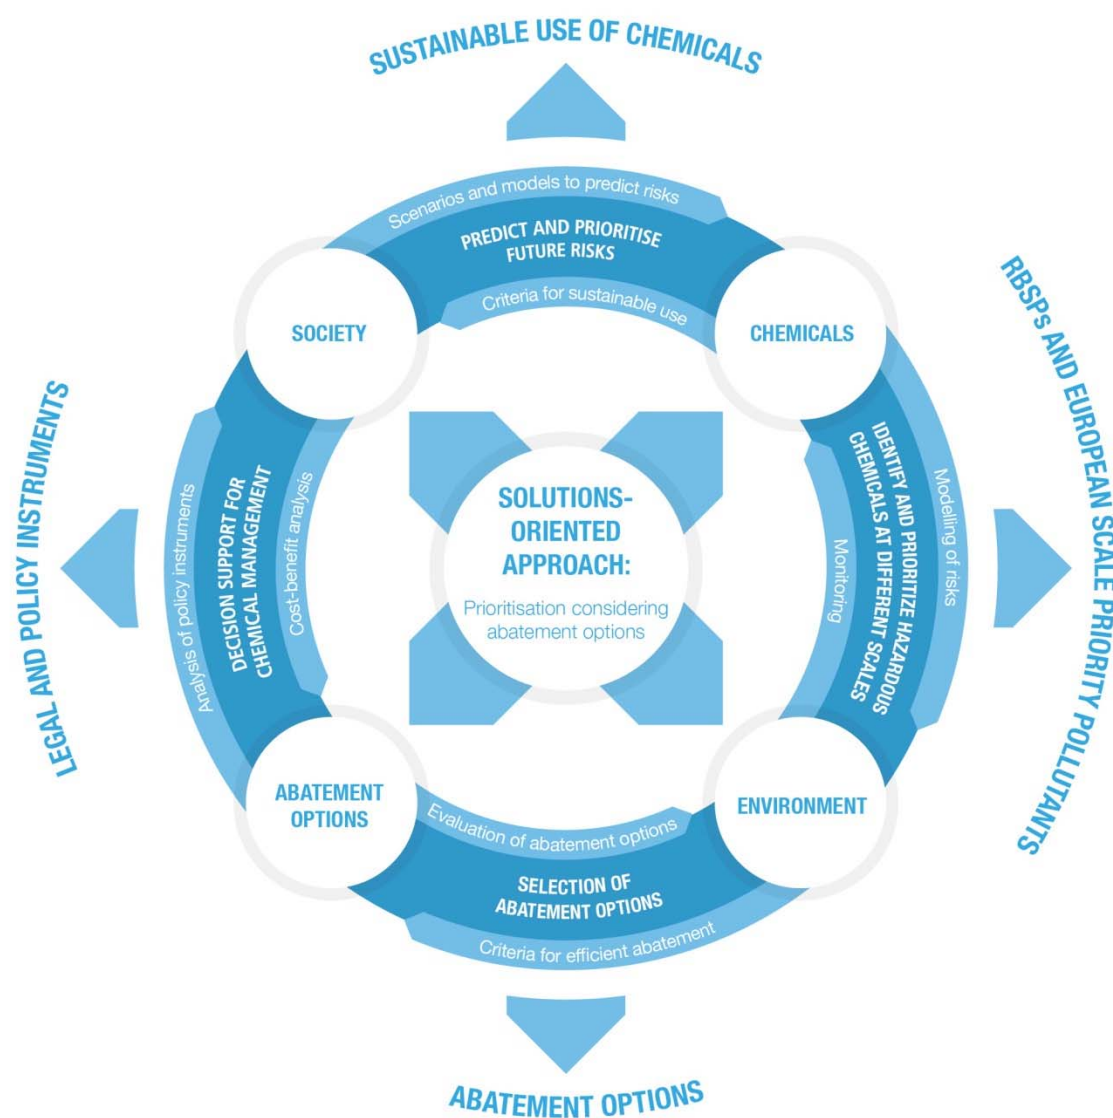 SUSTAINABLE USE OF CHEMICALS
Scenarios and models to predict risks
PREDICT AND PRIORITISE
FUTURE RISKS
Criteria for sustainable use
SOCIETY
CHEMICALS
LEGAL AND POLICY INSTRUMENTS
Analysis of policy instruments
DECISION SUPPORT FOR
CHEMICAL MANAGEMENT
Cost-benefit analysis
SOLUTIONS-
ORIENTED
APPROACH:
Prioritisation considering
abatement options
Monitoring
IDENTIFY AND PRIORITIZE HAZARDOUS
CHEMICALS AT DIFFERENT SCALES
Modelling of risks
RBSPs AND EUROPEAN SCALE PRIORITY POLLUTANTS
ABATEMENT
OPTIONS
ENVIRONMENT
Evaluation of abatement options
SELECTION OF
ABATEMENT OPTIONS
Criteria for efficient abatement
ABATEMENT OPTIONS